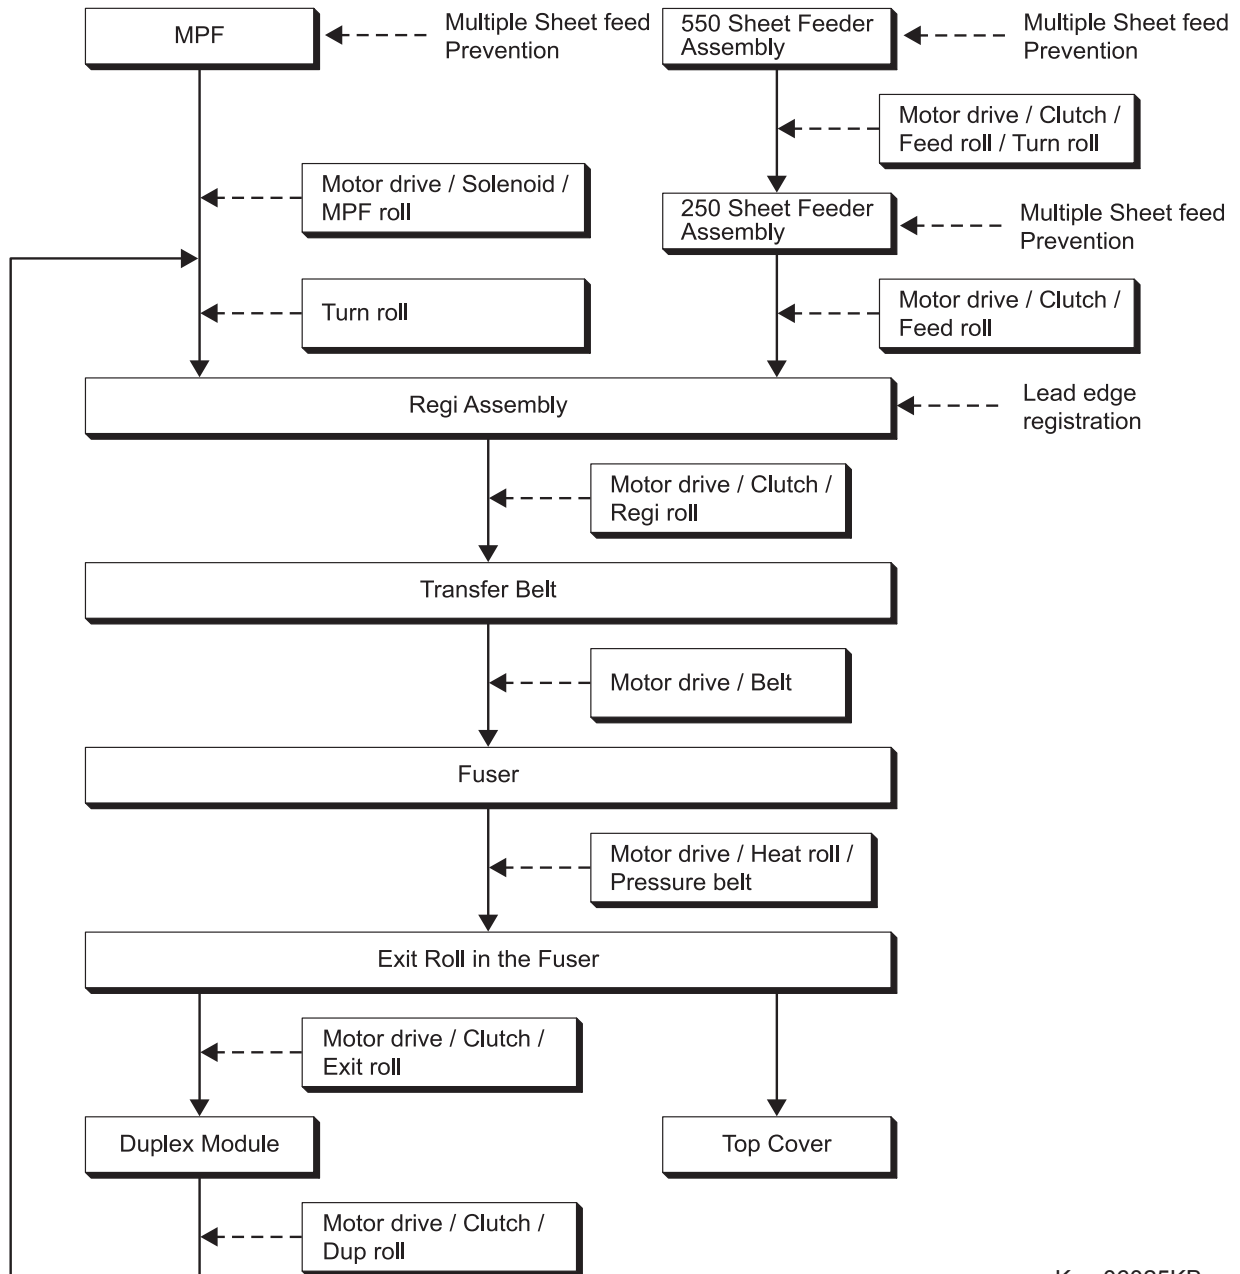 MPF
Multiple Sheet feed
Prevention
550 Sheet Feeder
Assembly
Multiple Sheet feed
Prevention
Motor drive / Clutch /
Feed roll / Turn roll
Motor drive / Solenoid /
MPF roll
250 Sheet Feeder
Assembly
Multiple Sheet feed
Prevention
Turn roll
Motor drive / Clutch /
Feed roll
Regi Assembly
Lead edge
registration
Motor drive / Clutch /
Regi roll
Transfer Belt
Motor drive / Belt
Fuser
Motor drive / Heat roll /
Pressure belt
Exit Roll in the Fuser
Motor drive / Clutch /
Exit roll
Duplex Module
Top Cover
Motor drive / Clutch /
Dup roll